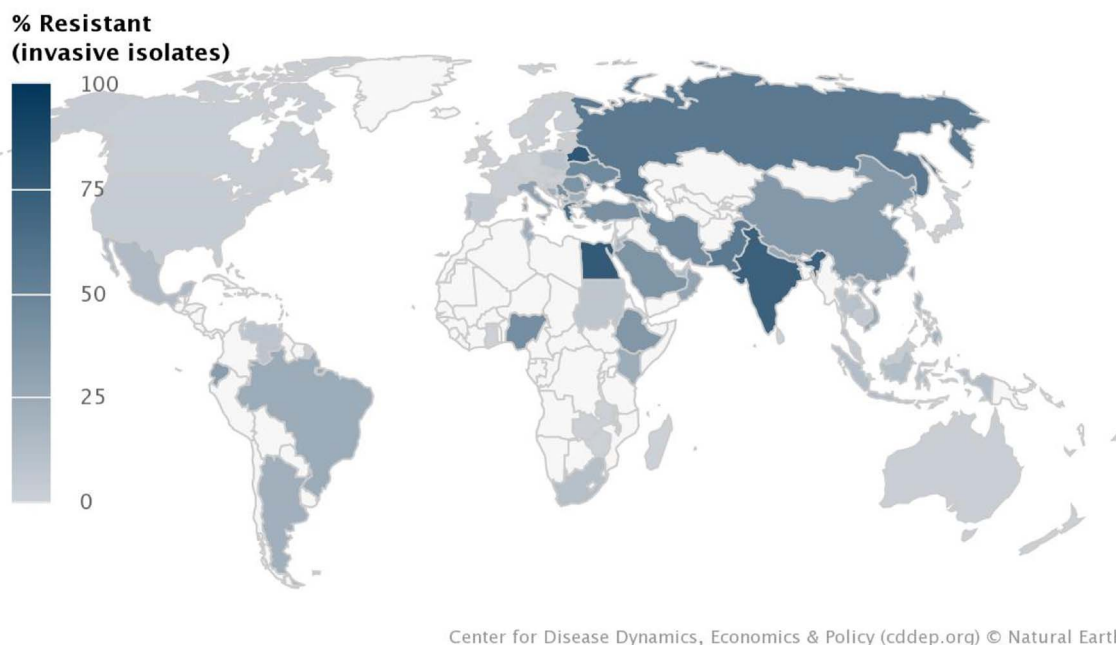 % Resistant
(invasive isolates)
100
75
50
25
0
Center for Disease Dynamics, Economics & Policy (cddep.org) © Natural Earth